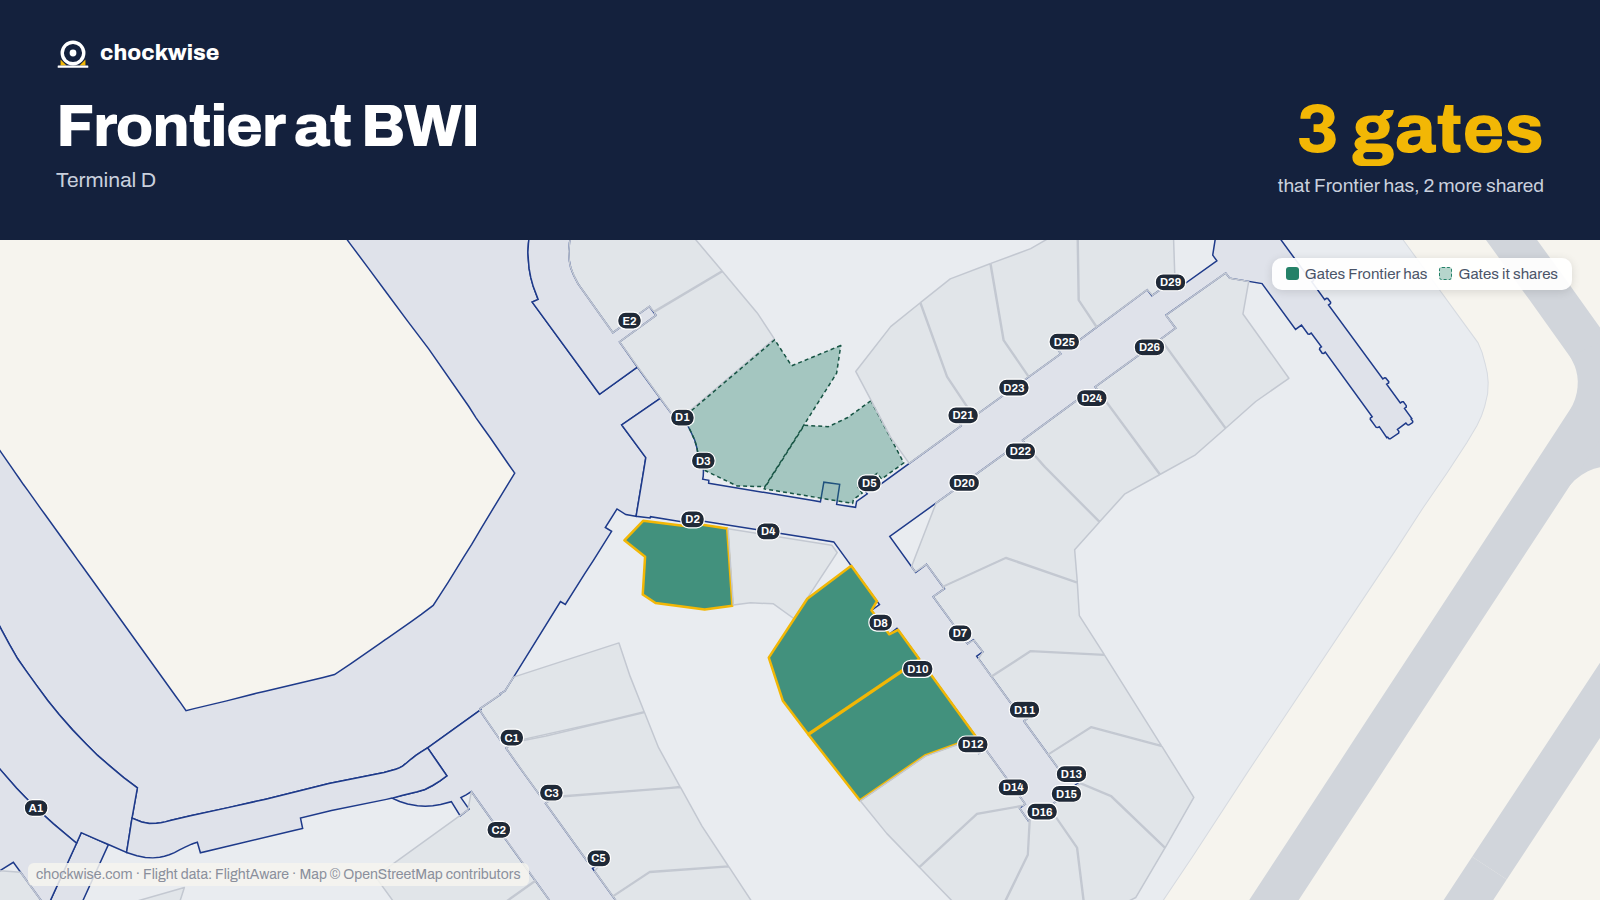 chockwise
Frontier at BWI
Terminal D
3 gates
that Frontier has, 2 more shared
Gates Frontier has
Gates it shares
D29
E2
D25
D26
D23
D24
D21
D1
D22
D3
D5
D20
D2
D4
D8
D7
D10
D11
C1
D12
D13
D14
C3
D15
A1
D16
C2
C5
chockwise.com · Flight data: FlightAware · Map © OpenStreetMap contributors